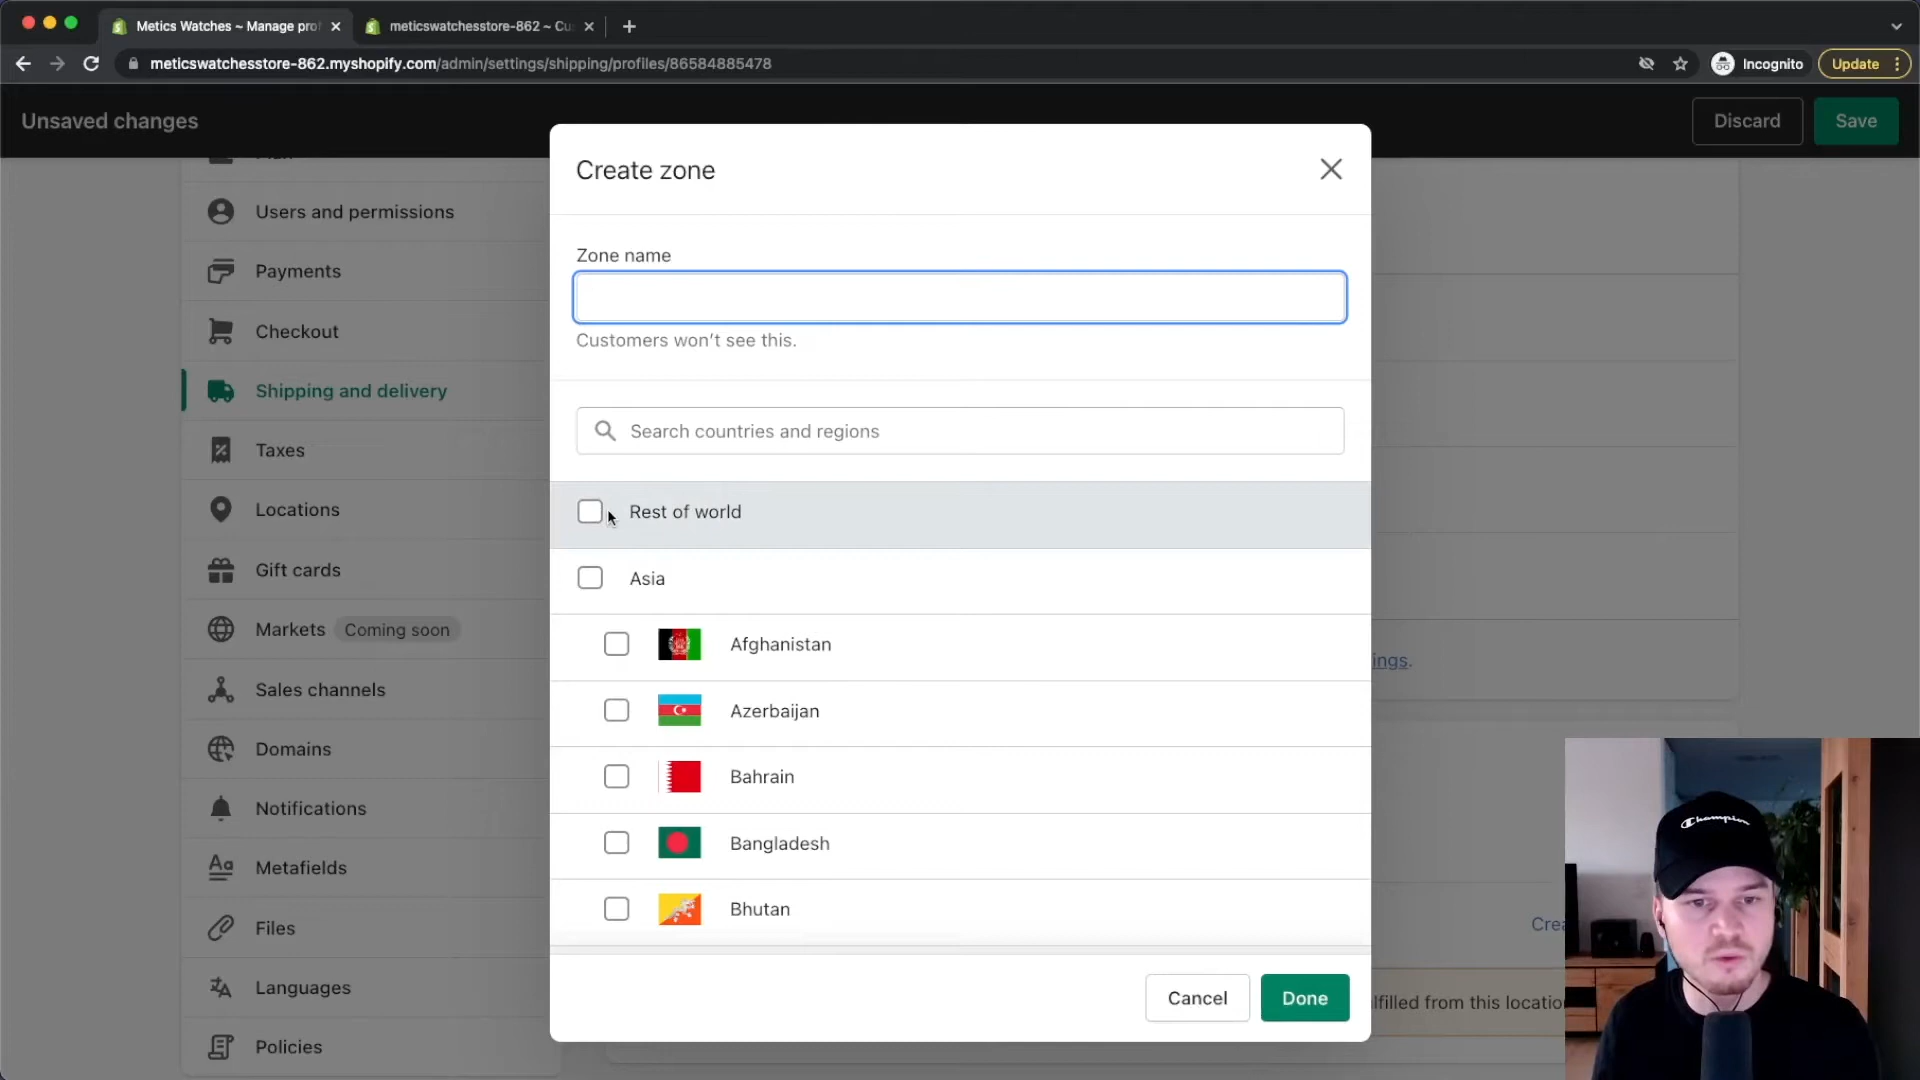 Metics Watches ~ Manage prof
meticswatchesstore-862 ~ Cu
meticswatchesstore-862.myshopify.com/admin/settings/shipping/profiles/86584885478
Incognito
Update
Unsaved changes
Discard
Save
Users and permissions
Payments
Checkout
Shipping and delivery
Taxes
Locations
Gift cards
Markets Coming soon
Sales channels
Domains
Notifications
Metafields
Files
Languages
Policies
Create zone
Zone name
Customers won't see this.
Search countries and regions
Rest of world
Asia
Afghanistan
Azerbaijan
Bahrain
Bangladesh
Bhutan
Cancel
Done
ings.
Crea
lfilled from this locatio
Champion